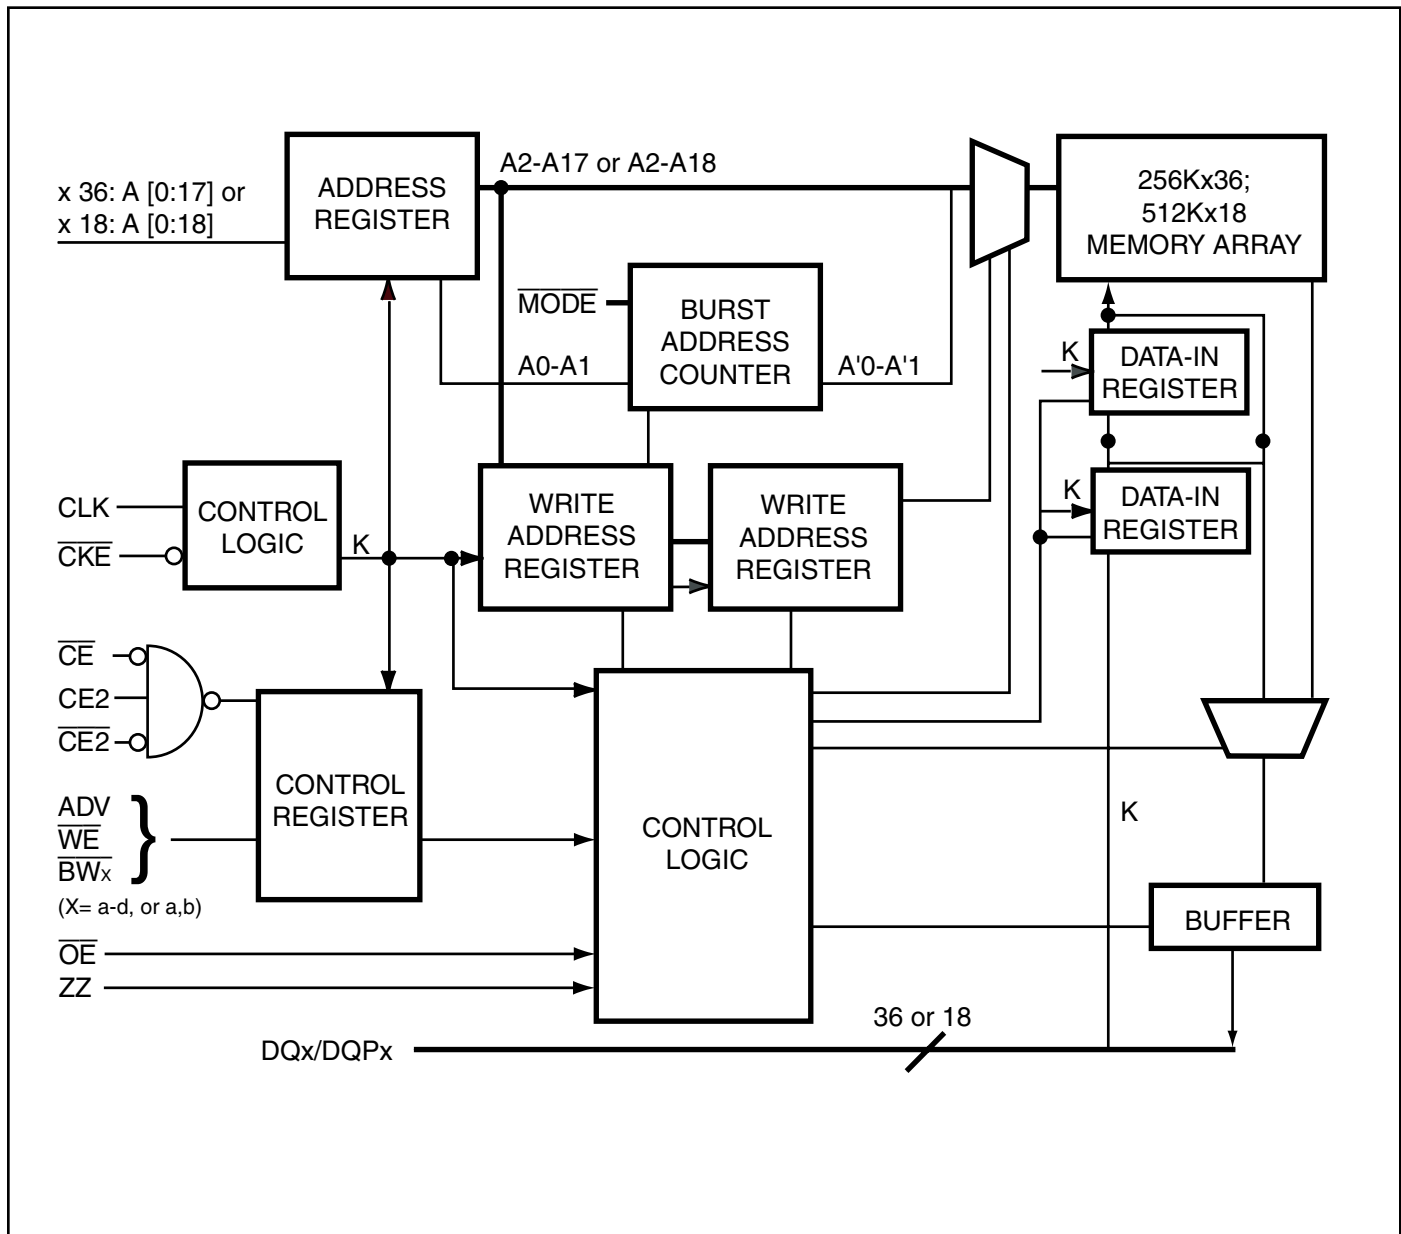 x 36: A [0:17] or
x 18: A [0:18]
ADDRESS
REGISTER
A2-A17 or A2-A18
256Kx36;
512Kx18
MEMORY ARRAY
MODE
BURST
ADDRESS
COUNTER
A0-A1
A'0-A'1
K
DATA-IN
REGISTER
K
DATA-IN
REGISTER
CLK
CKE
CONTROL
LOGIC
K
WRITE
ADDRESS
REGISTER
WRITE
ADDRESS
REGISTER
CE
CE2
CE2
CONTROL
REGISTER
ADV
WE
BWx
}
(X= a-d, or a,b)
CONTROL
LOGIC
K
BUFFER
OE
ZZ
36 or 18
DQx/DQPx